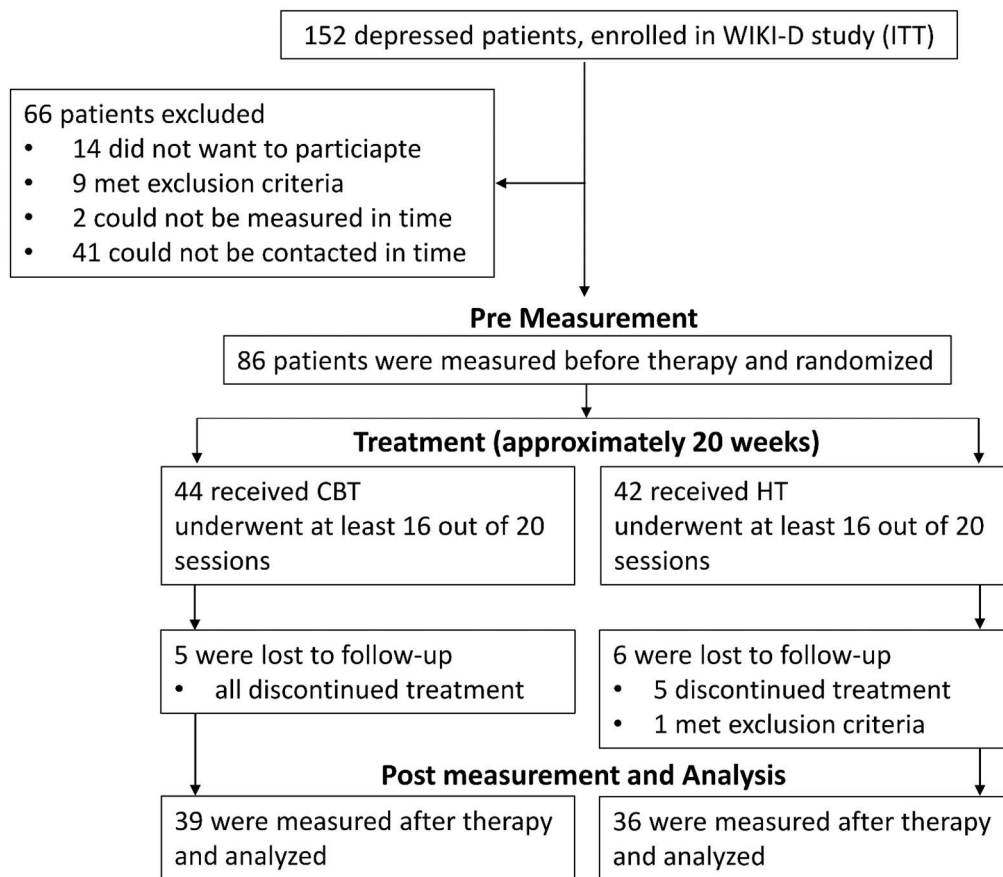 152 depressed patients, enrolled in WIKI-D study (ITT)
66 patients excluded
• 14 did not want to particiapte
• 9 met exclusion criteria
• 2 could not be measured in time
• 41 could not be contacted in time
Pre Measurement
86 patients were measured before therapy and randomized
Treatment (approximately 20 weeks)
44 received CBT
underwent at least 16 out of 20
sessions
42 received HT
underwent at least 16 out of 20
sessions
5 were lost to follow-up
• all discontinued treatment
6 were lost to follow-up
• 5 discontinued treatment
• 1 met exclusion criteria
Post measurement and Analysis
39 were measured after therapy
and analyzed
36 were measured after therapy
and analyzed